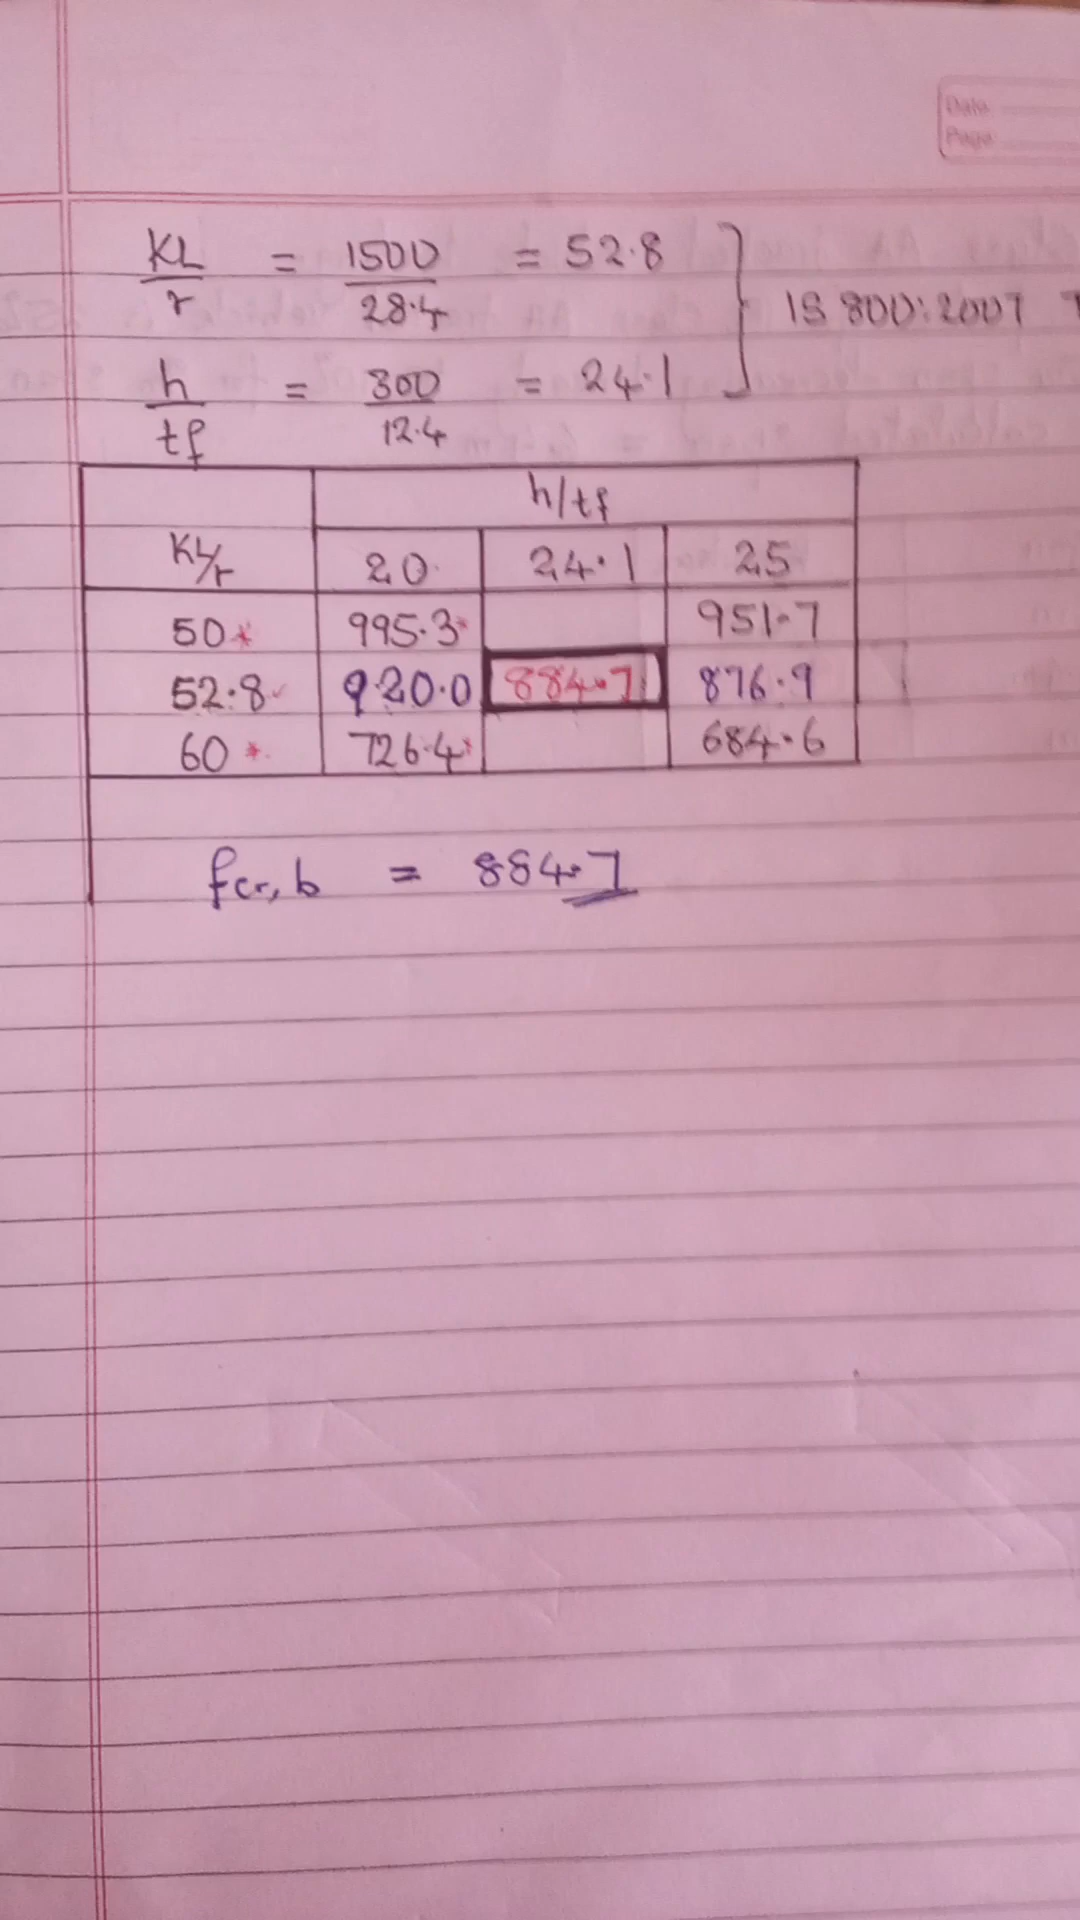 Date
Page
KL/r = 1500/28.4 = 52.8
IS 800:2007
h/tf = 300/12.4 = 24.1
h/tf
KL/r 20 24.1 25
50* 995.3* 951.7
52.8✓ 920.0 884.7 876.9
60* 726.4* 684.6
fcr,b = 884.7